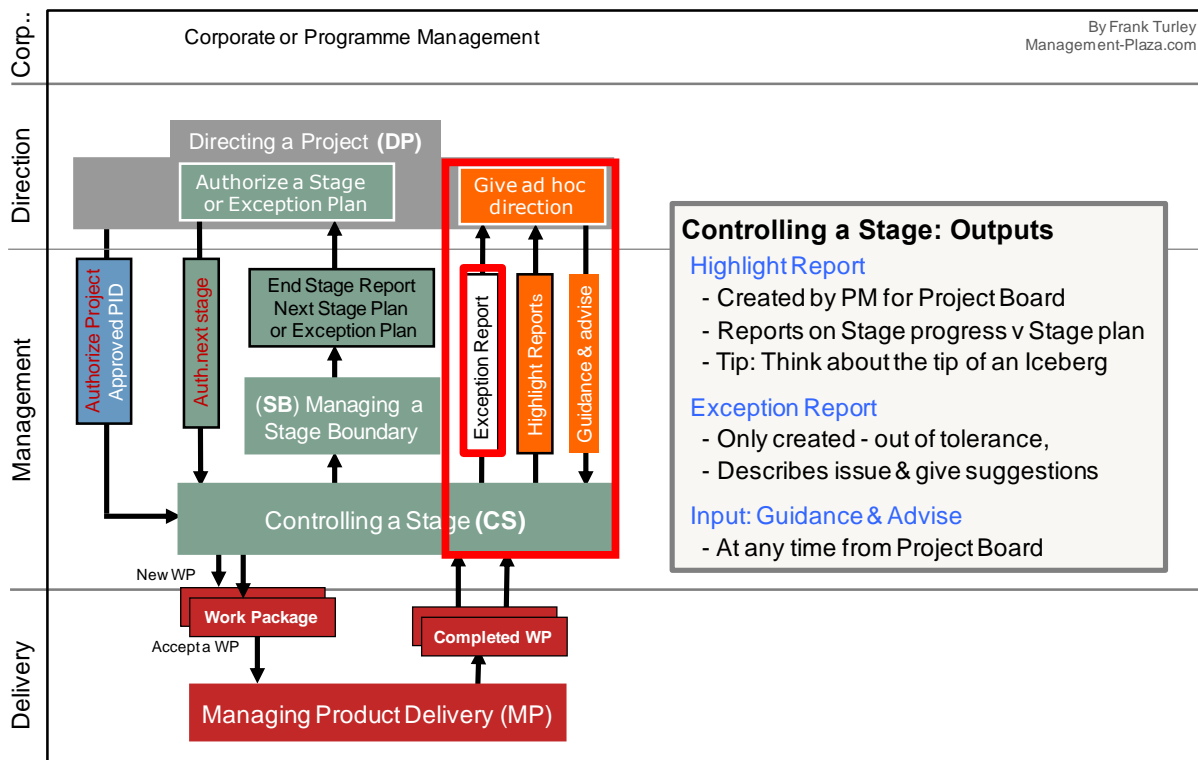 Corp..
Corporate or Programme Management
By Frank Turley
Management-Plaza.com
Direction
Directing a Project (DP)
Authorize a Stage
or Exception Plan
Give ad hoc
direction
Management
Authorize Project
Approved PID
Auth.next stage
End Stage Report
Next Stage Plan
or Exception Plan
(SB) Managing a
Stage Boundary
Exception Report
Highlight Reports
Guidance & advise
Controlling a Stage (CS)
Controlling a Stage: Outputs
Highlight Report
- Created by PM for Project Board
- Reports on Stage progress v Stage plan
- Tip: Think about the tip of an Iceberg
Exception Report
- Only created - out of tolerance,
- Describes issue & give suggestions
Input: Guidance & Advise
- At any time from Project Board
Delivery
New WP
Work Package
Accept a WP
Completed WP
Managing Product Delivery (MP)